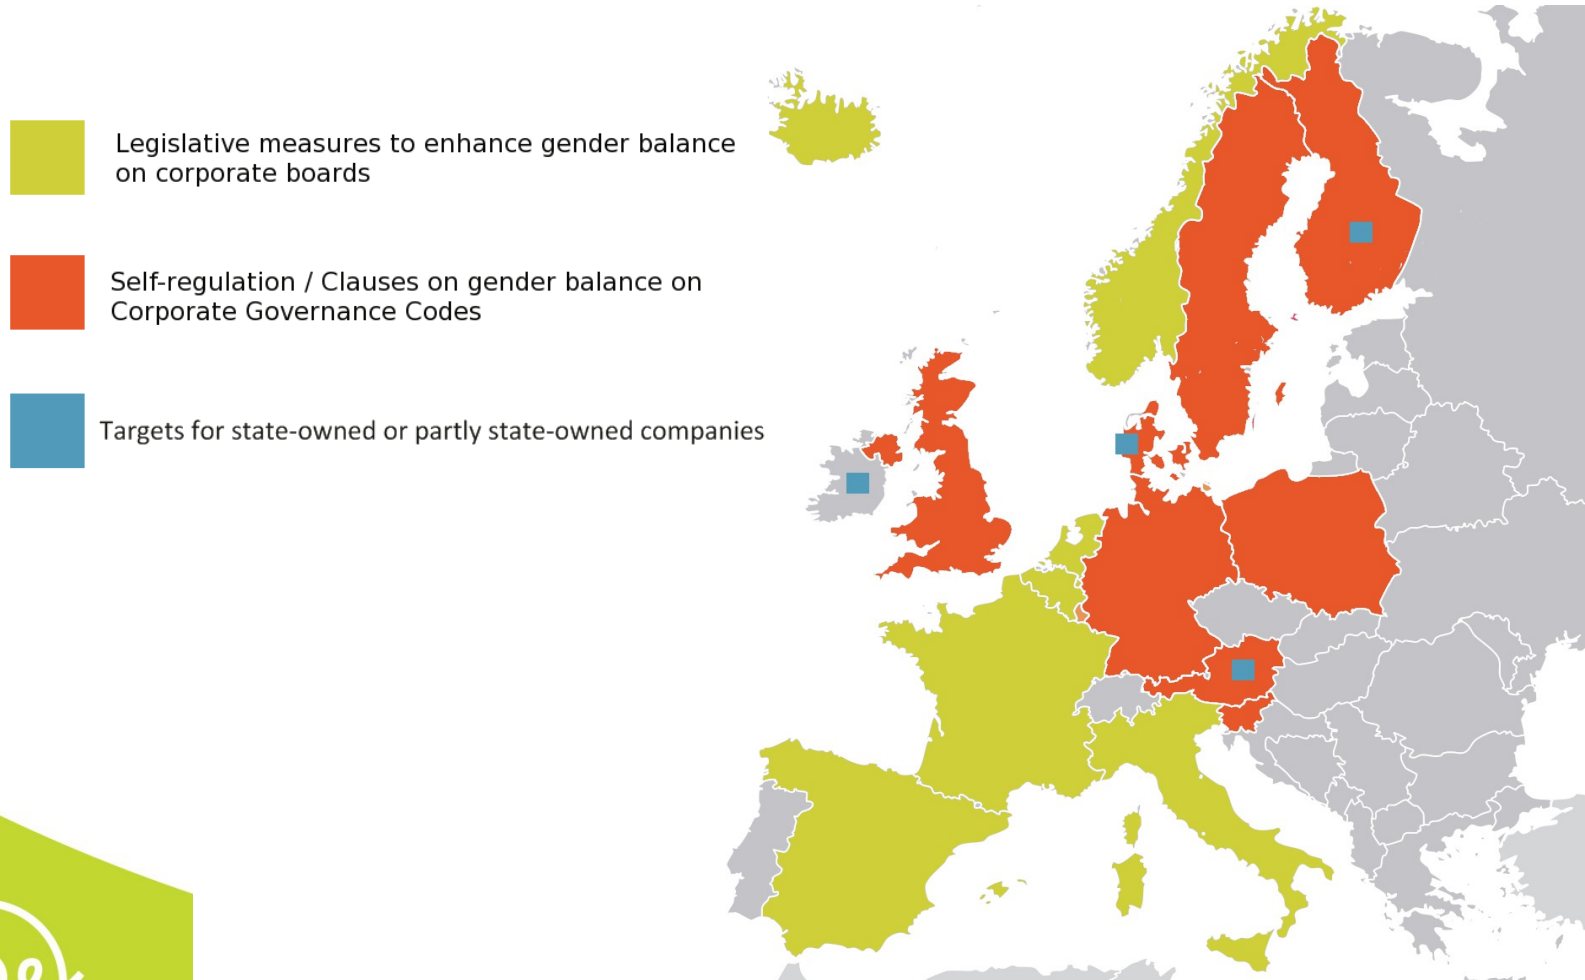 Legislative measures to enhance gender balance
on corporate boards
Self-regulation / Clauses on gender balance on
Corporate Governance Codes
Targets for state-owned or partly state-owned companies